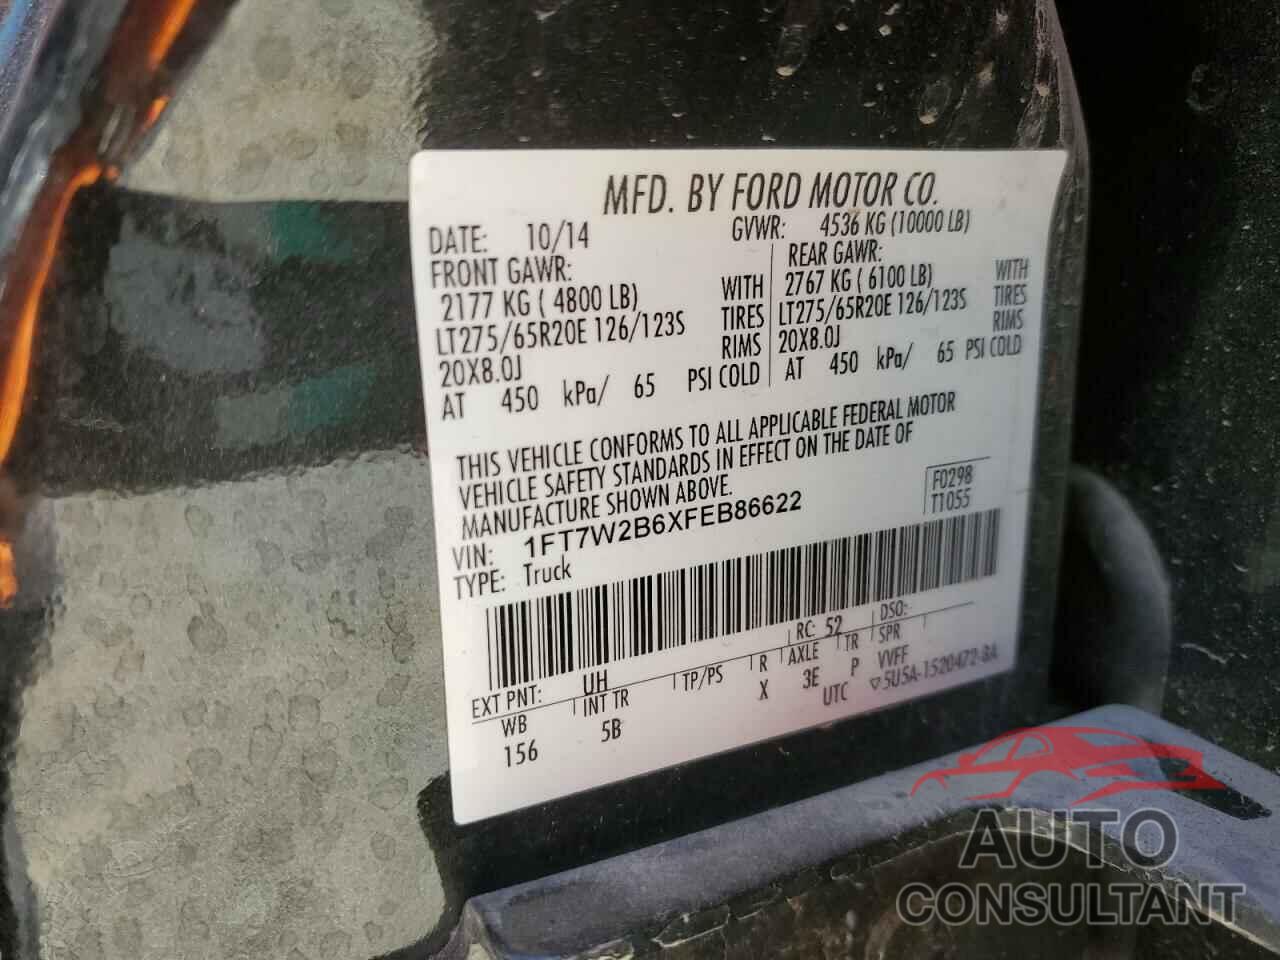 MFD. BY FORD MOTOR CO.
DATE: 10/14 GVWR: 4536 KG (10000 LB)
FRONT GAWR: REAR GAWR:
2177 KG ( 4800 LB) WITH 2767 KG ( 6100 LB) WITH
LT275/65R20E 126/123S TIRES LT275/65R20E 126/123S TIRES
20X8.0J RIMS 20X8.0J RIMS
AT 450 kPa/ 65 PSI COLD AT 450 kPa/ 65 PSI COLD
THIS VEHICLE CONFORMS TO ALL APPLICABLE FEDERAL MOTOR
VEHICLE SAFETY STANDARDS IN EFFECT ON THE DATE OF
MANUFACTURE SHOWN ABOVE.
F0298
T1055
VIN: 1FT7W2B6XFEB86622
TYPE: Truck
EXT PNT: UH RC: 52 DSO:
WB INT TR TP/PS R AXLE TR SPR
156 5B X 3E P VVFF
UTC ▽5U5A-1520472-BA
AUTO
CONSULTANT